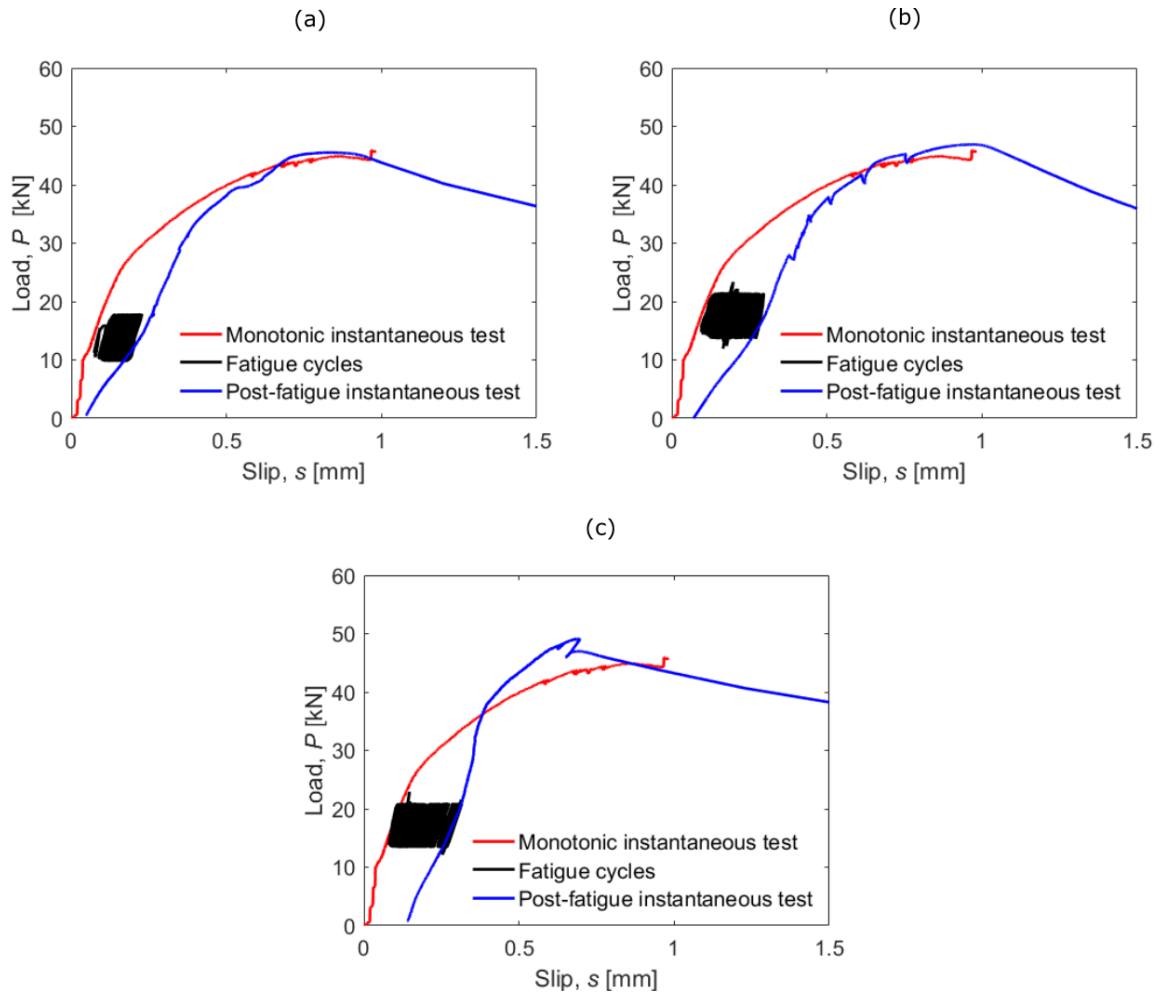 (a)
60
50
40
30
20
10
0
Load, P [kN]
Monotonic instantaneous test
Fatigue cycles
Post-fatigue instantaneous test
0
0.5
1
1.5
Slip, s [mm]
(b)
60
50
40
30
20
10
0
Load, P [kN]
Monotonic instantaneous test
Fatigue cycles
Post-fatigue instantaneous test
0
0.5
1
1.5
Slip, s [mm]
(c)
60
50
40
30
20
10
0
Load, P [kN]
Monotonic instantaneous test
Fatigue cycles
Post-fatigue instantaneous test
0
0.5
1
1.5
Slip, s [mm]